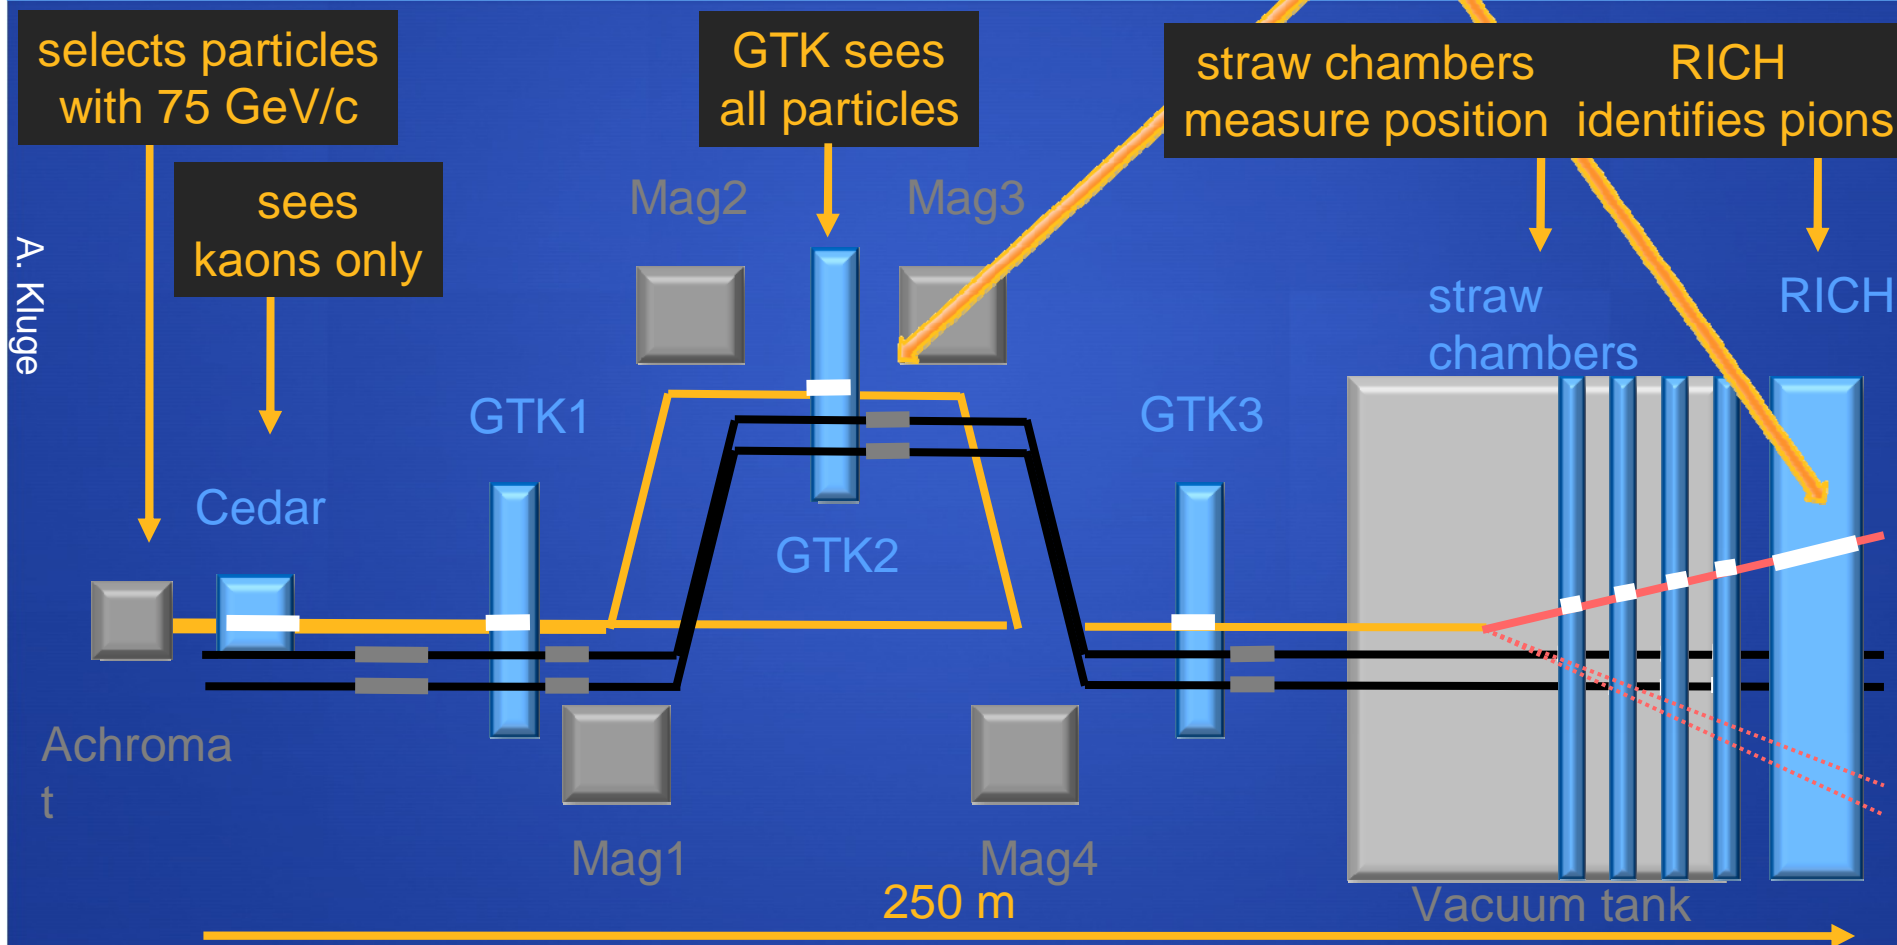 selects particles
with 75 GeV/c
GTK sees
all particles
straw chambers
measure position
RICH
identifies pions
sees
kaons only
Mag2
Mag3
A. Kluge
straw
chambers
RICH
GTK1
GTK3
Cedar
GTK2
Achroma
t
Mag1
Mag4
250 m
Vacuum tank